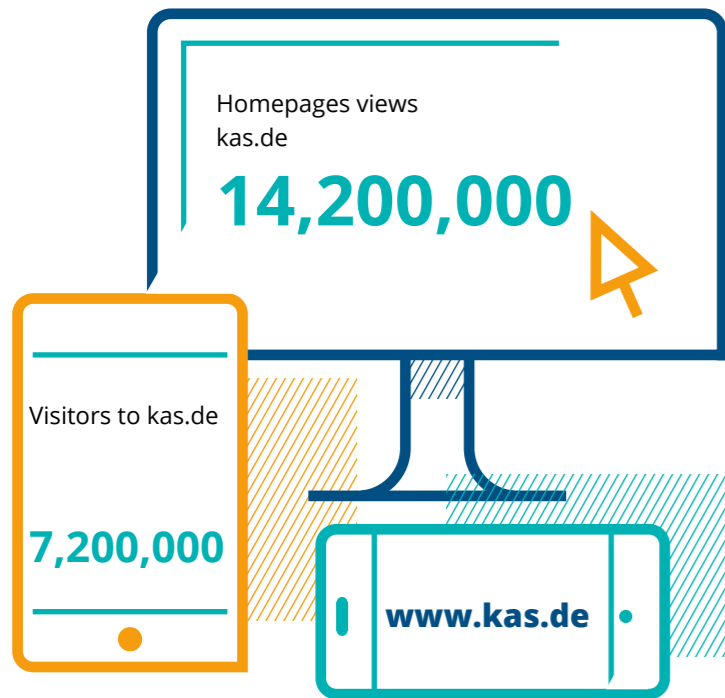 Homepages views
kas.de
14,200,000
Visitors to kas.de
7,200,000
www.kas.de